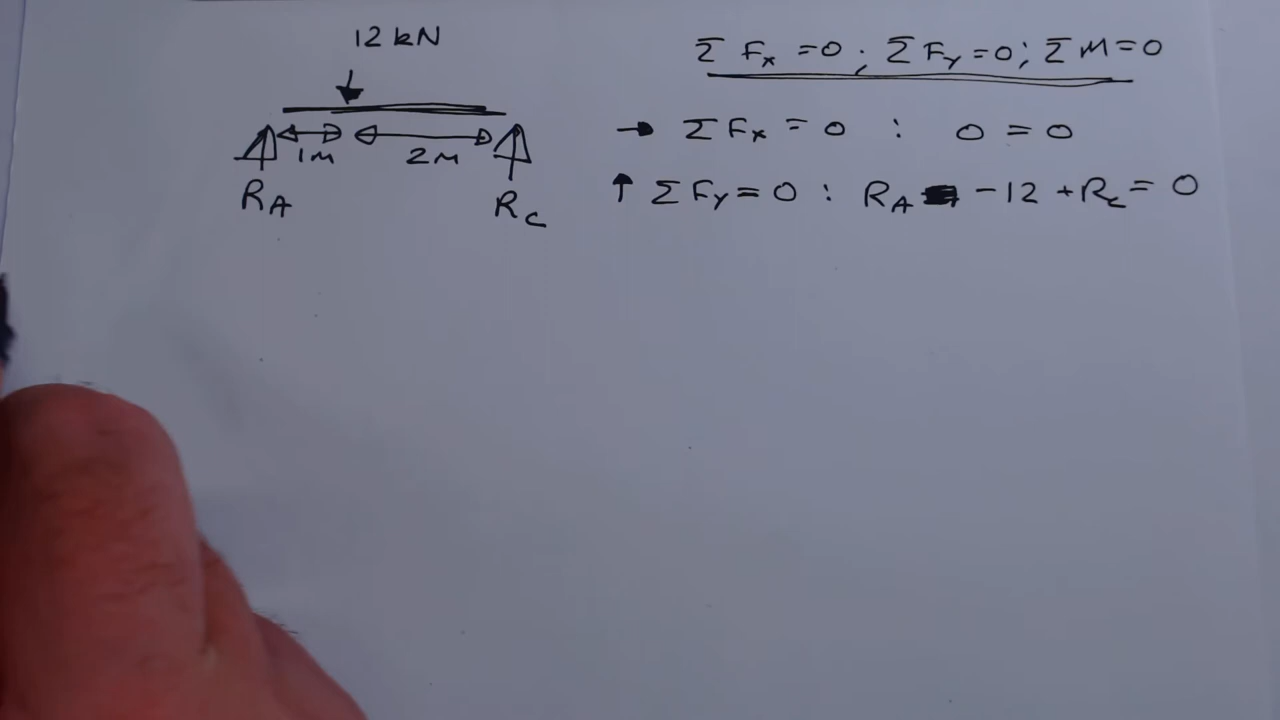 12 kN
1M 2M
RA RC
Σ Fx = 0 ; Σ Fy = 0 ; Σ M = 0
→ Σ Fx = 0 : 0 = 0
↑ Σ Fy = 0 : RA - 12 + RC = 0